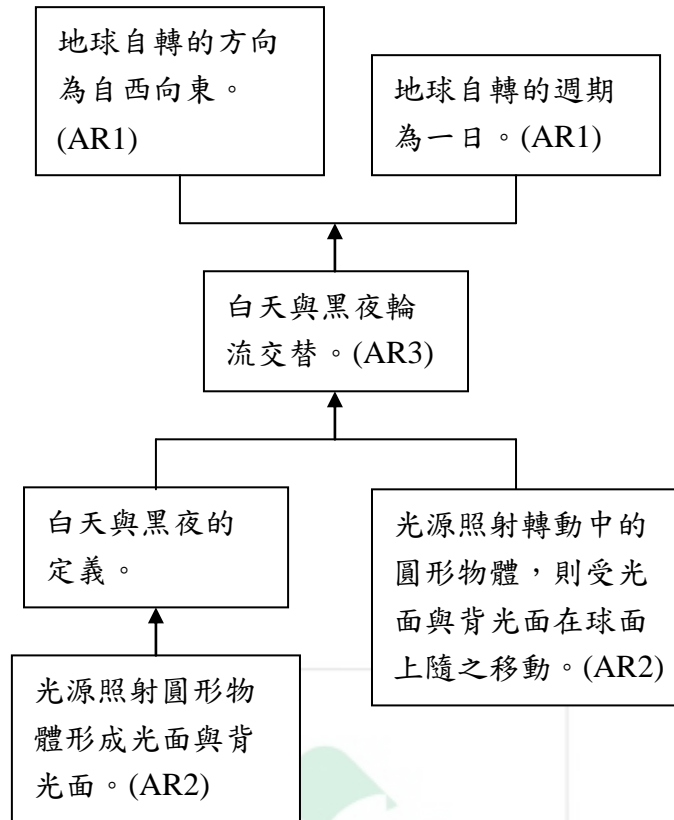 地球自轉的方向
為自西向東。
(AR1)
地球自轉的週期
為一日。(AR1)
白天與黑夜輪
流交替。(AR3)
白天與黑夜的
定義。
光源照射轉動中的
圓形物體，則受光
面與背光面在球面
上隨之移動。(AR2)
光源照射圓形物
體形成光面與背
光面。(AR2)